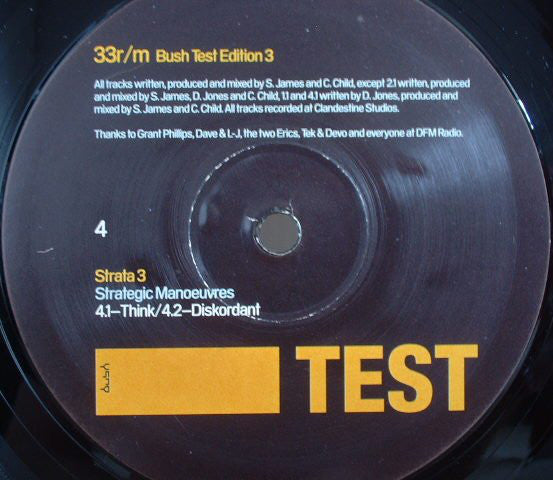 33r/m Bush Test Edition 3
All tracks written, produced and mixed by S. James and C. Child, except 2.1 written, produced
and mixed by S. James, D. Jones and C. Child, 1.1 and 4.1 written by D. Jones, produced and
mixed by S. James and C. Child. All tracks recorded at Clandestine Studios.
Thanks to Grant Phillips, Dave & L-J, the two Erics, Tek & Devo and everyone at DFM Radio.
4
Strata 3
Strategic Manoeuvres
4.1–Think/4.2–Diskordant
bush
TEST